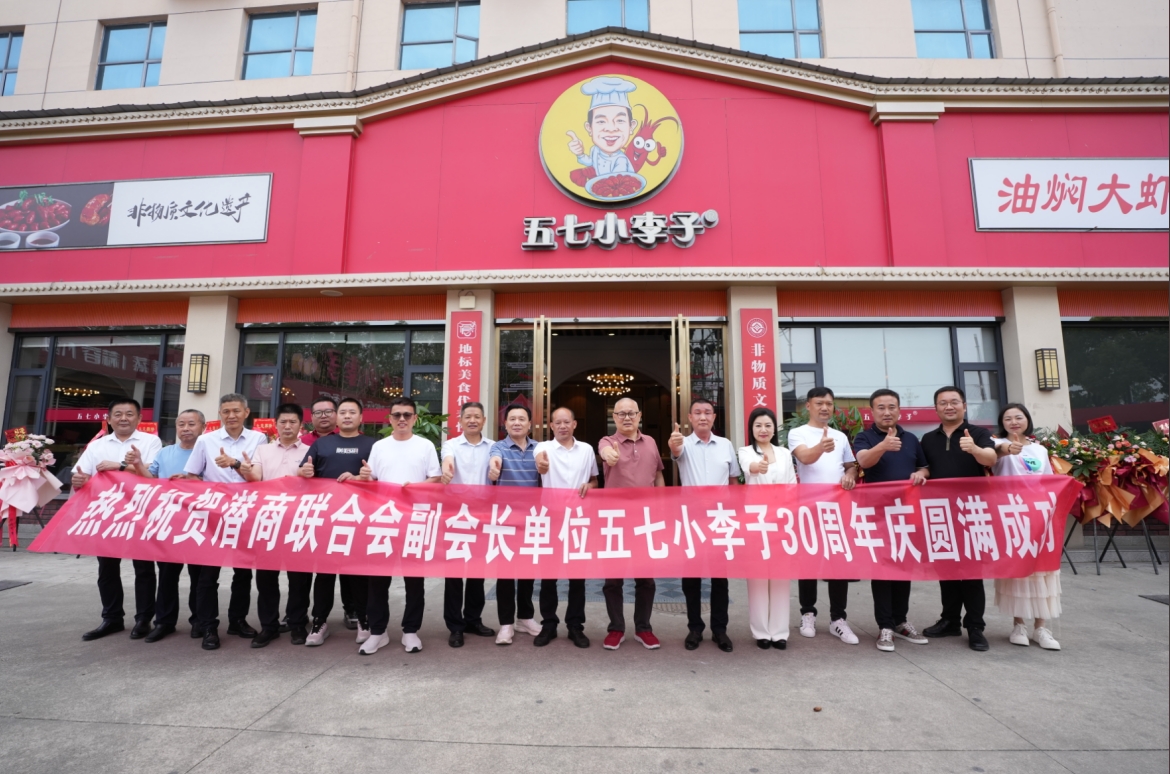 五七小李子
非物质文化遗产
油焖大虾
地标美食代
非物质文
热烈祝贺潜商联合会副会长单位五七小李子30周年庆圆满成功